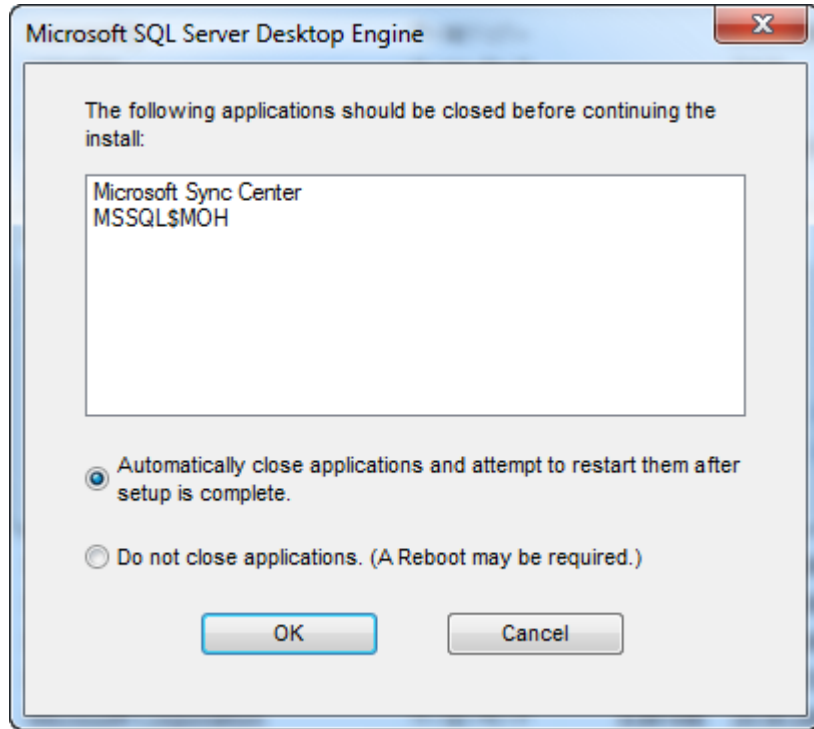 Microsoft SQL Server Desktop Engine
The following applications should be closed before continuing the
install:
Microsoft Sync Center
MSSQL$MOH
Automatically close applications and attempt to restart them after
setup is complete.
Do not close applications. (A Reboot may be required.)
OK
Cancel